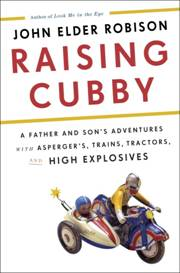 Author of Look Me in the Eye
JOHN ELDER ROBISON
RAISING
CUBBY
A FATHER AND SON'S ADVENTURES
WITH ASPERGER'S, TRAINS, TRACTORS,
AND HIGH EXPLOSIVES